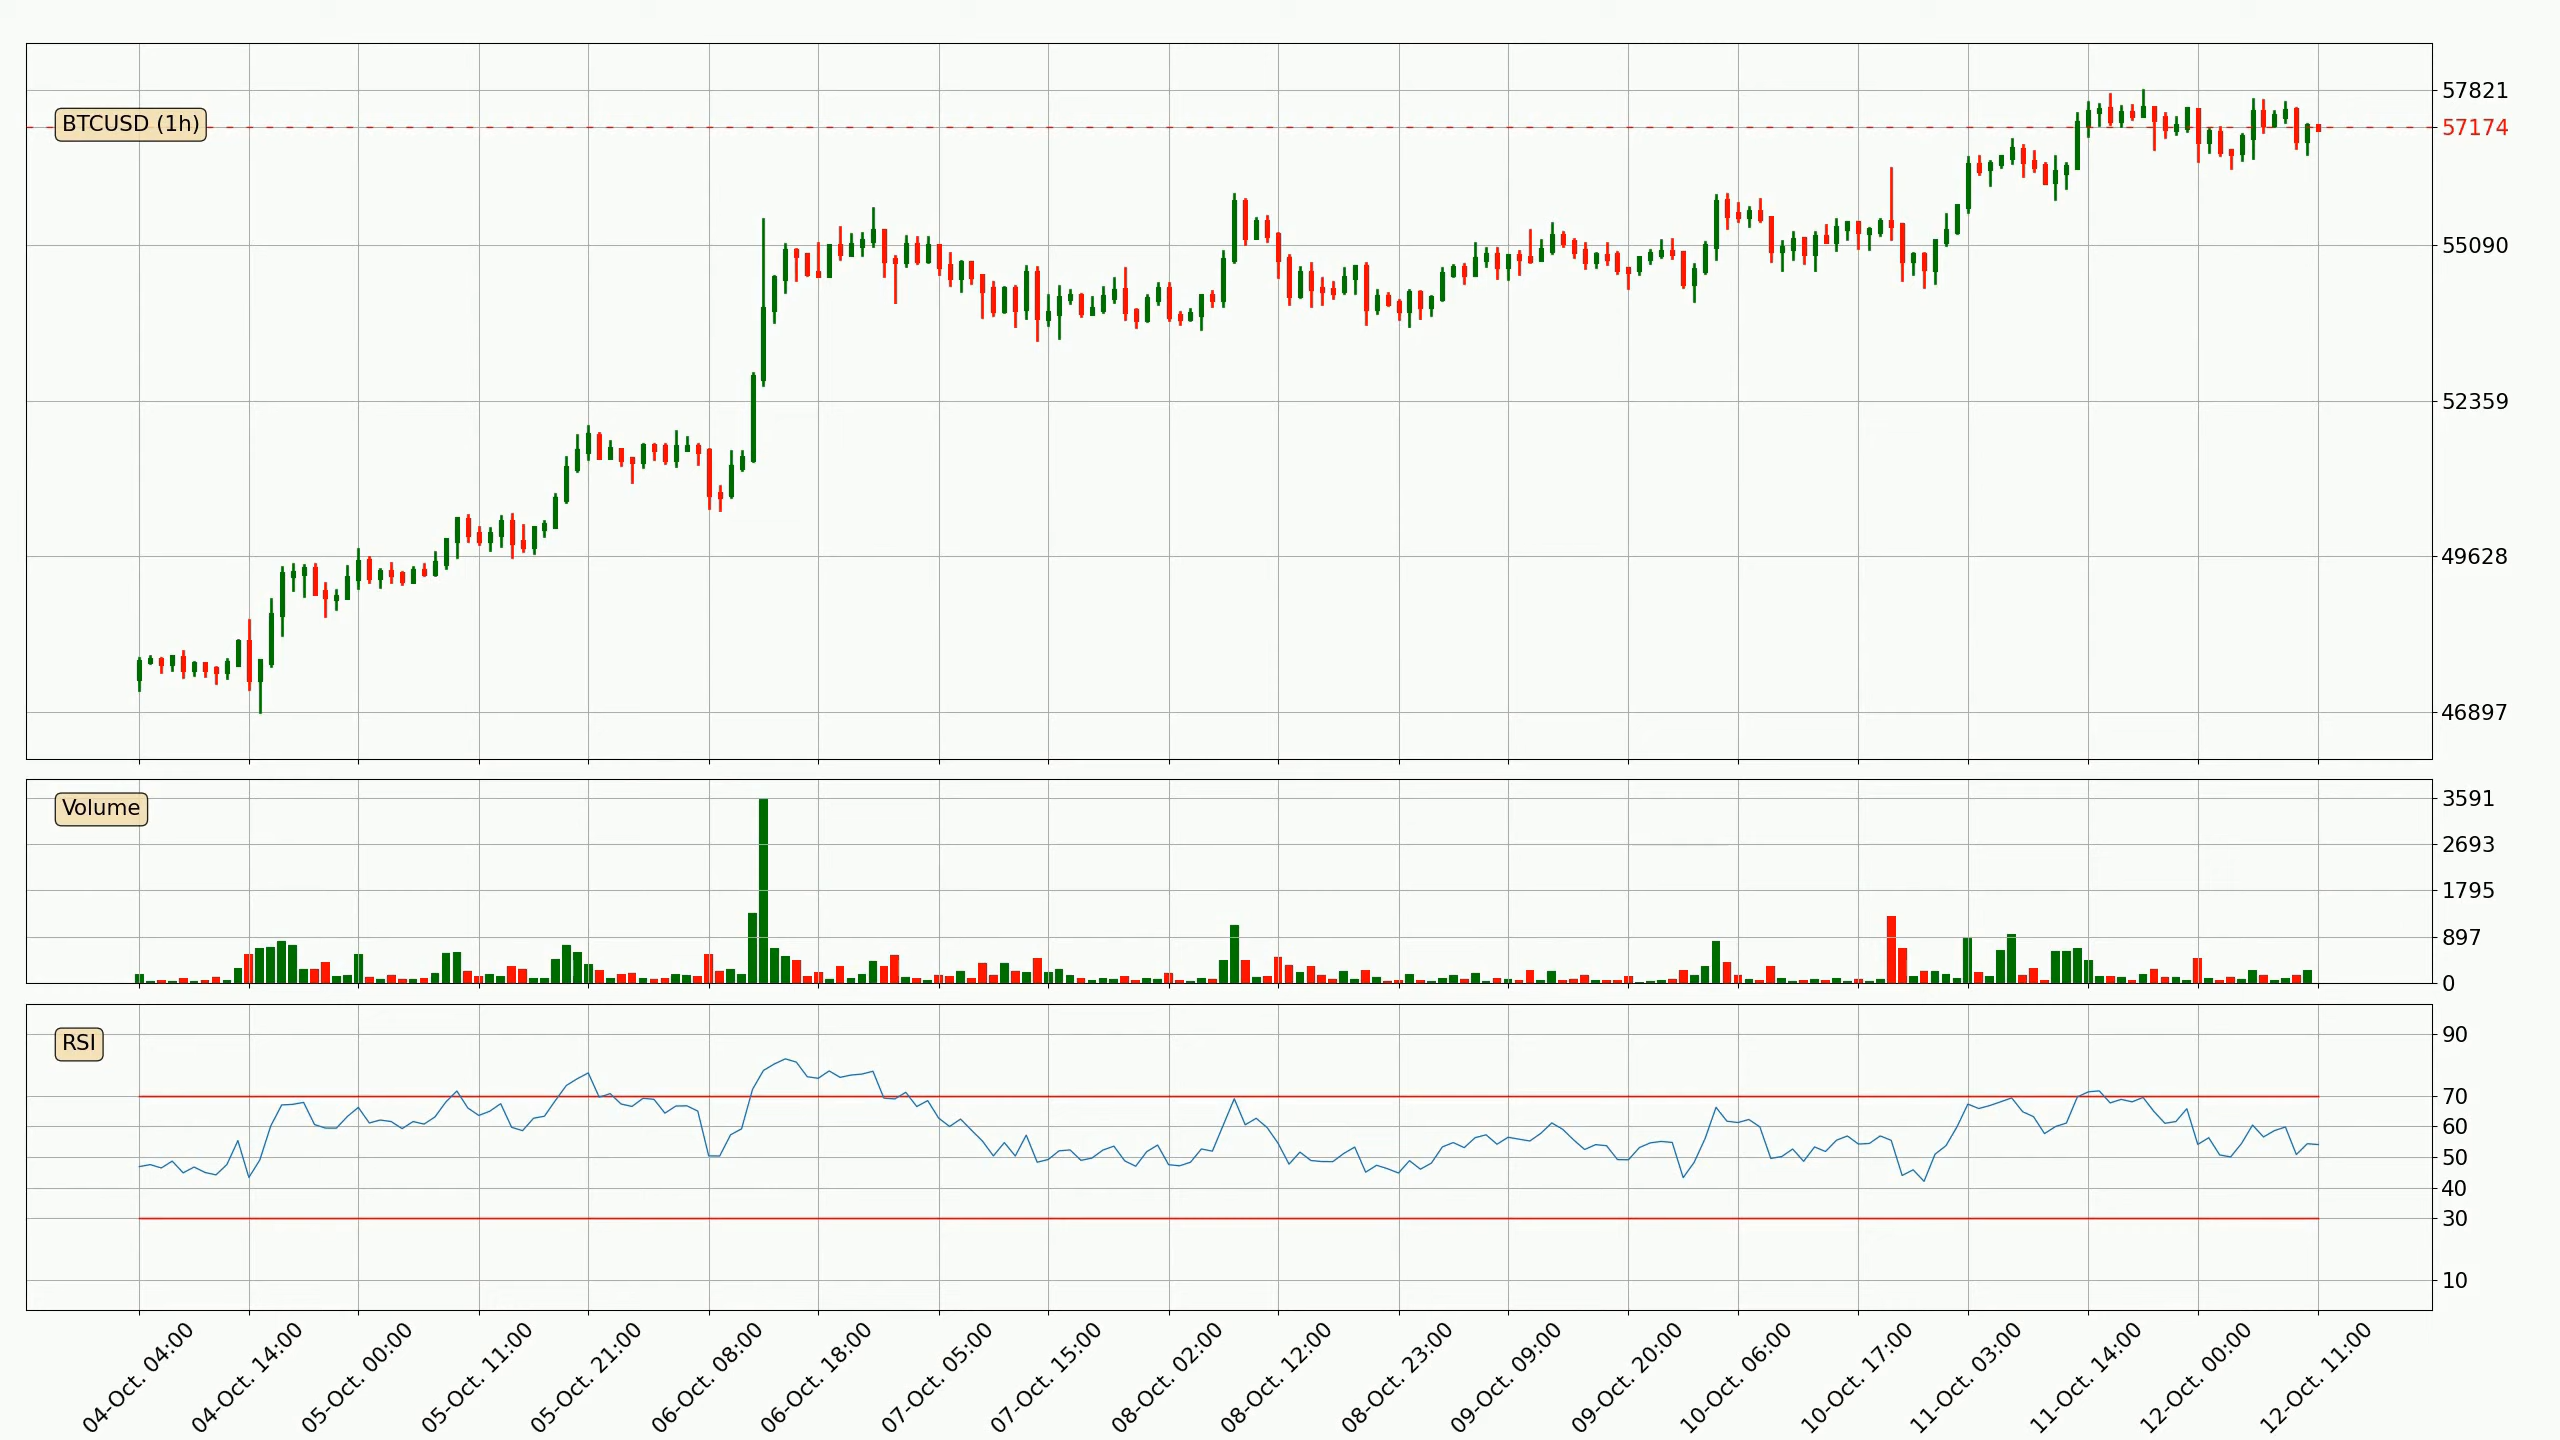 BTCUSD (1h)
57821
57174
55090
52359
49628
46897
Volume
3591
2693
1795
897
0
RSI
90
70
60
50
40
30
10
04-Oct. 04:00
04-Oct. 14:00
05-Oct. 00:00
05-Oct. 11:00
05-Oct. 21:00
06-Oct. 08:00
06-Oct. 18:00
07-Oct. 05:00
07-Oct. 15:00
08-Oct. 02:00
08-Oct. 12:00
08-Oct. 23:00
09-Oct. 09:00
09-Oct. 20:00
10-Oct. 06:00
10-Oct. 17:00
11-Oct. 03:00
11-Oct. 14:00
12-Oct. 00:00
12-Oct. 11:00